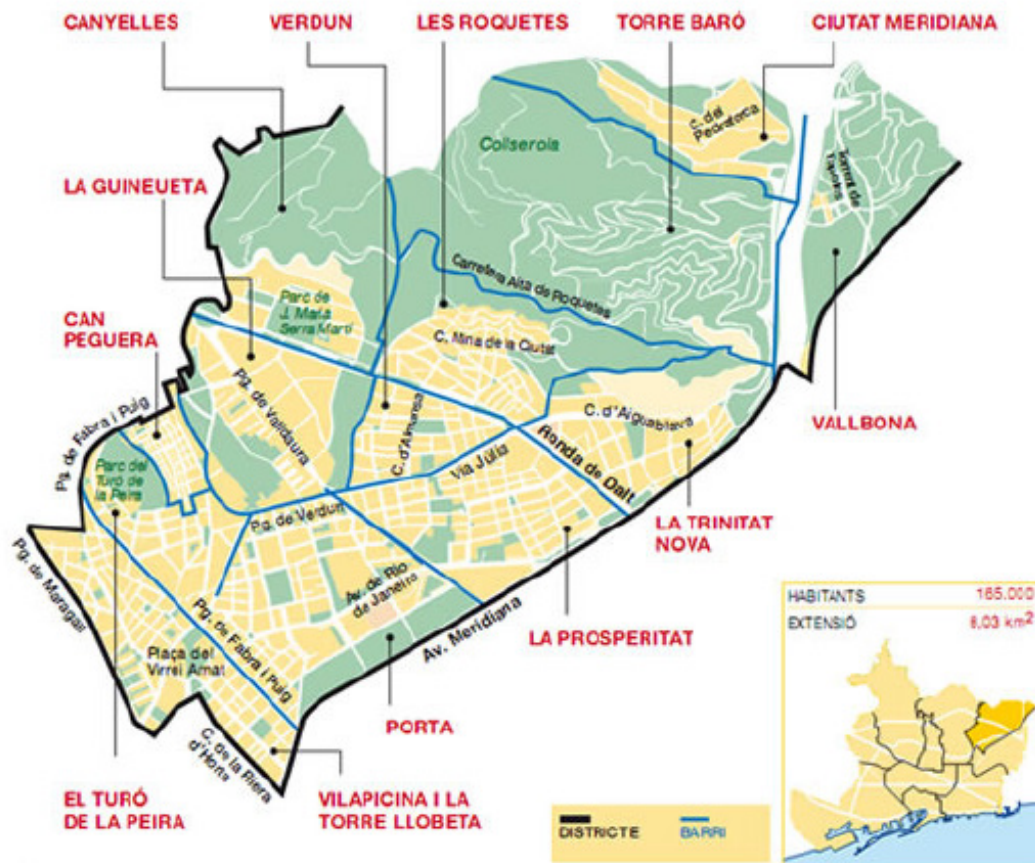 CANYELLES
VERDUN
LES ROQUETES
TORRE BARÓ
CIUTAT MERIDIANA
C. del
Pedraforca
Collserola
Torrent de
Tapioles
LA GUINEUETA
Carretera Alta de Roquetes
Parc de
J. Maria
Serra Martí
CAN
PEGUERA
C. Mina de la Ciutat
Pg. de Valldaura
Pg. de Fabra i Puig
C. d'Almansa
C. d'Aiguablava
VALLBONA
Ronda de Dalt
Via Júlia
Parc del
Turó de
la Peira
Pg. de Verdun
LA TRINITAT
NOVA
Pg. de Maragall
Av. de Rio
de Janeiro
Pg. de Fabra i Puig
Av. Meridiana
LA PROSPERITAT
HABITANTS 165.000
EXTENSIÓ 8,03 km2
Plaça del
Virrei Amat
PORTA
C. de la Riera
d'Horta
EL TURÓ
DE LA PEIRA
VILAPICINA I LA
TORRE LLOBETA
DISTRICTE
BARRI